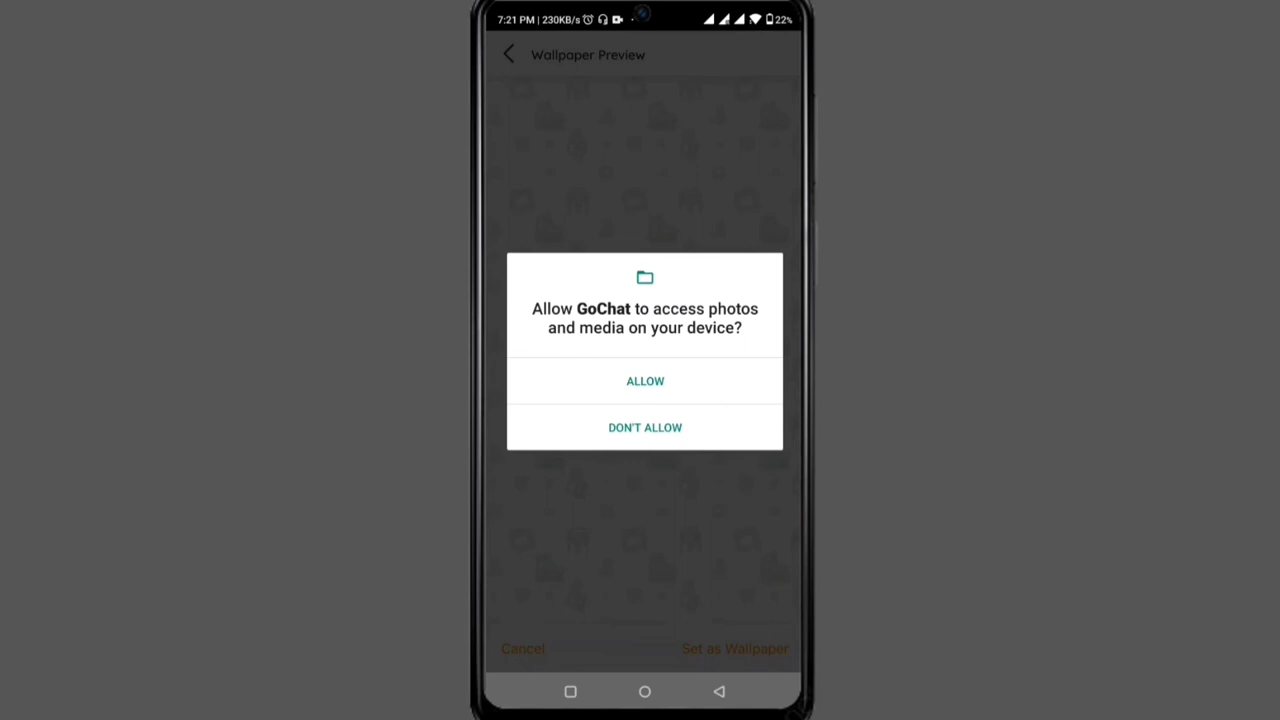 7:21 PM | 230KB/s
22%
Wallpaper Preview
Allow GoChat to access photos
and media on your device?
ALLOW
DON'T ALLOW
Cancel
Set as Wallpaper